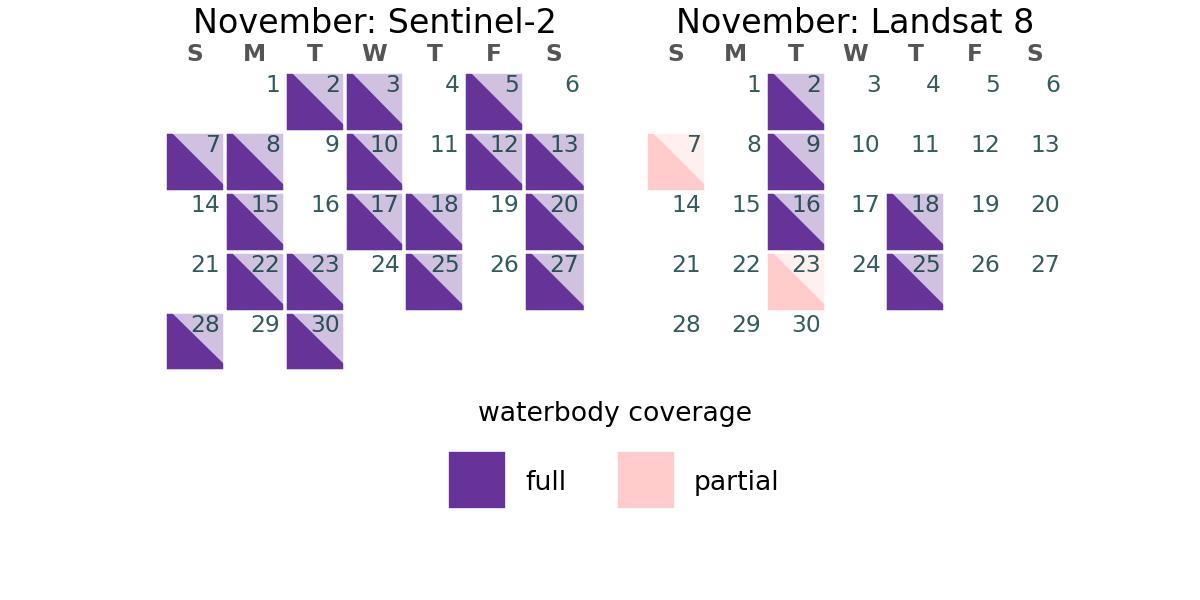 November: Sentinel-2
S M T W T F S
1 2 3 4 5 6
7 8 9 10 11 12 13
14 15 16 17 18 19 20
21 22 23 24 25 26 27
28 29 30
November: Landsat 8
S M T W T F S
1 2 3 4 5 6
7 8 9 10 11 12 13
14 15 16 17 18 19 20
21 22 23 24 25 26 27
28 29 30
waterbody coverage
full
partial